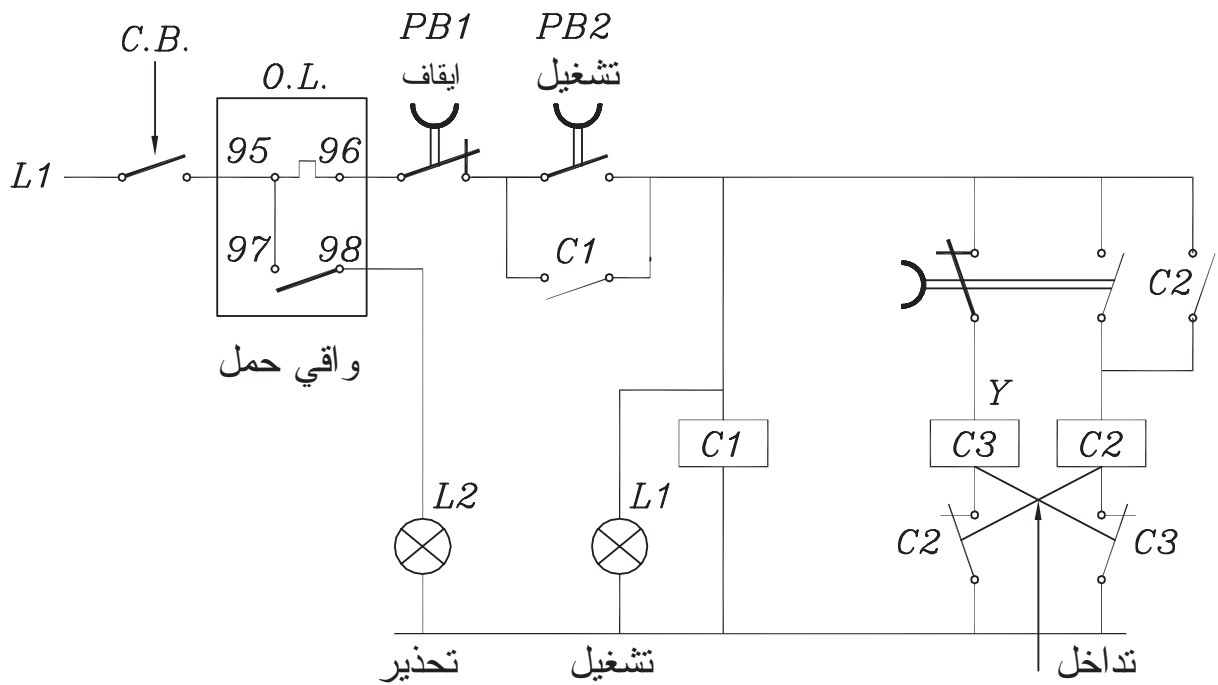 C.B.
PB1
PB2
O.L.
ايقاف
تشغيل
L1
95
96
97
98
C1
C2
واقي حمل
Y
C1
C3
C2
L2
L1
C2
C3
تحذير
تشغيل
تداخل